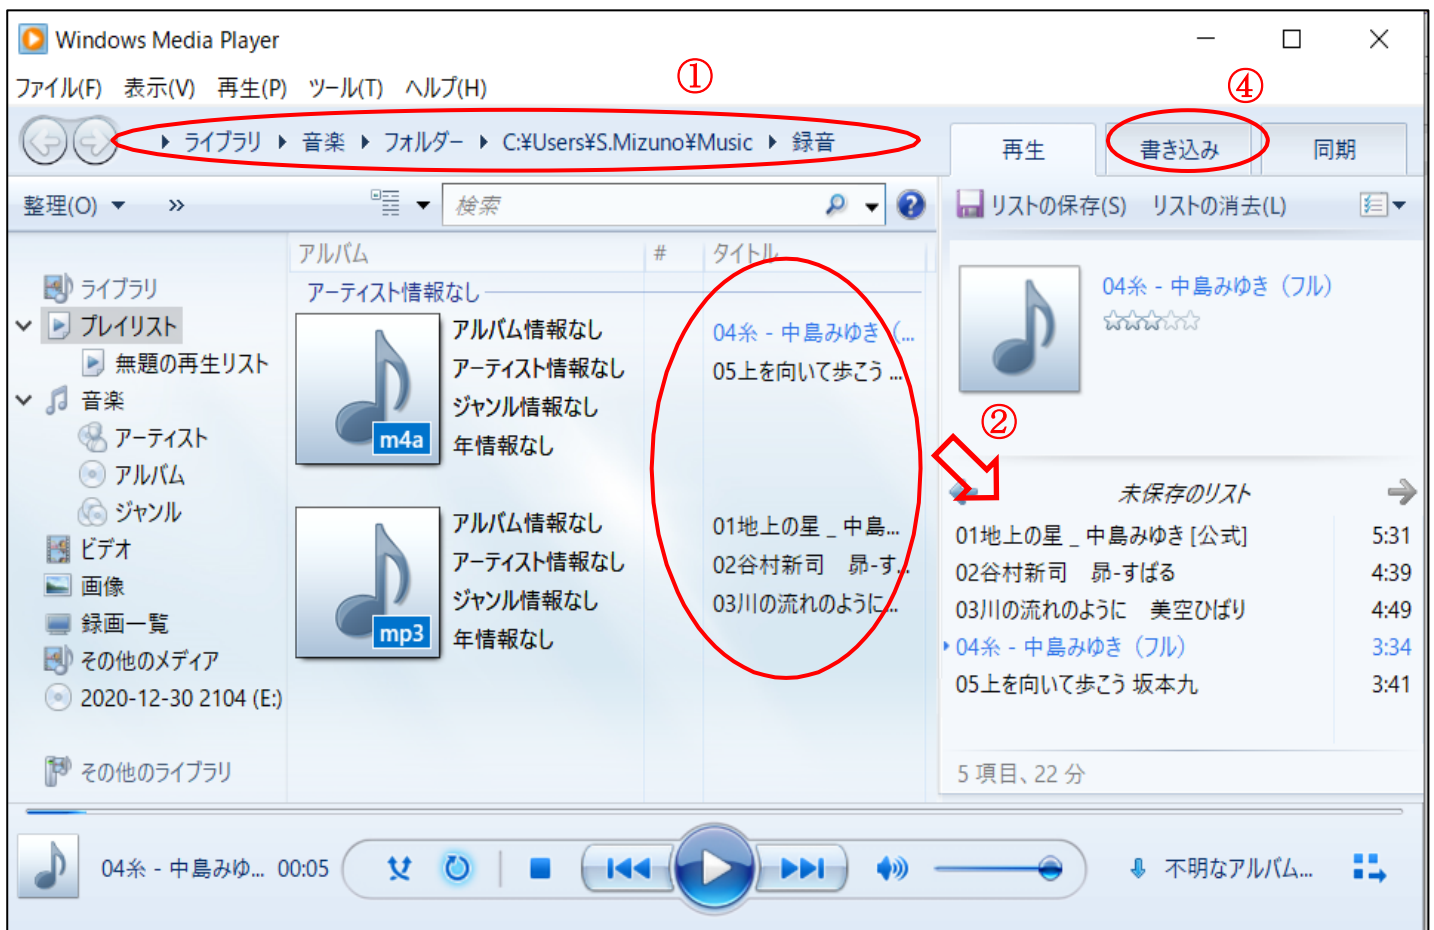 Windows Media Player
ファイル(F) 表示(V) 再生(P) ツール(T) ヘルプ(H)
①
④
ライブラリ ▶ 音楽 ▶ フォルダー ▶ C:¥Users¥S.Mizuno¥Music ▶ 録音
再生 書き込み 同期
整理(O) »
検索
リストの保存(S) リストの消去(L)
アルバム # タイトル
アーティスト情報なし
ライブラリ
プレイリスト
無題の再生リスト
音楽
アーティスト
アルバム
ジャンル
ビデオ
画像
録画一覧
その他のメディア
2020-12-30 2104 (E:)
その他のライブラリ
m4a
アルバム情報なし
アーティスト情報なし
ジャンル情報なし
年情報なし
04糸 - 中島みゆき（...
05上を向いて歩こう ...
mp3
アルバム情報なし
アーティスト情報なし
ジャンル情報なし
年情報なし
01地上の星 _ 中島...
02谷村新司　昴-す...
03川の流れのように...
04糸 - 中島みゆき（フル）
②
未保存のリスト
01地上の星 _ 中島みゆき [公式] 5:31
02谷村新司　昴-すばる 4:39
03川の流れのように　美空ひばり 4:49
04糸 - 中島みゆき（フル） 3:34
05上を向いて歩こう 坂本九 3:41
5 項目、22 分
04糸 - 中島みゆ... 00:05
不明なアルバム...